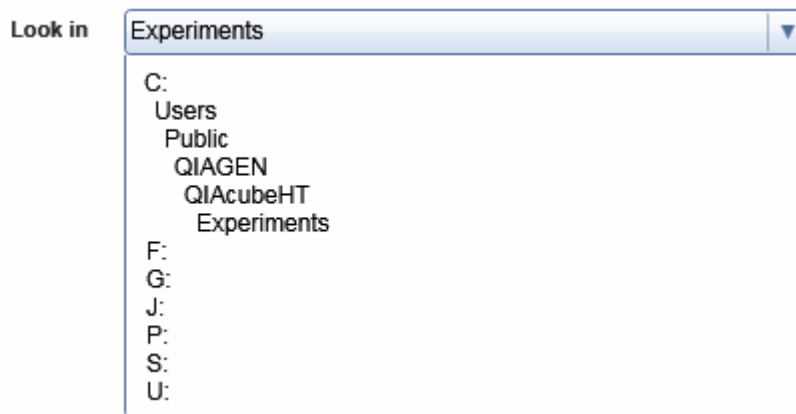 Look in Experiments
C:
Users
Public
QIAGEN
QIAcubeHT
Experiments
F:
G:
J:
P:
S:
U: